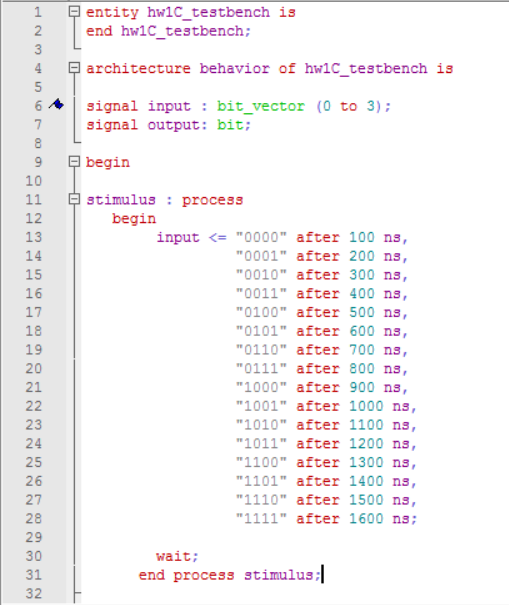 1 entity hw1C_testbench is
2 end hw1C_testbench;
3
4 architecture behavior of hw1C_testbench is
5
6 signal input : bit_vector (0 to 3);
7 signal output: bit;
8
9 begin
10
11 stimulus : process
12 begin
13 input <= "0000" after 100 ns,
14 "0001" after 200 ns,
15 "0010" after 300 ns,
16 "0011" after 400 ns,
17 "0100" after 500 ns,
18 "0101" after 600 ns,
19 "0110" after 700 ns,
20 "0111" after 800 ns,
21 "1000" after 900 ns,
22 "1001" after 1000 ns,
23 "1010" after 1100 ns,
24 "1011" after 1200 ns,
25 "1100" after 1300 ns,
26 "1101" after 1400 ns,
27 "1110" after 1500 ns,
28 "1111" after 1600 ns;
29
30 wait;
31 end process stimulus;
32